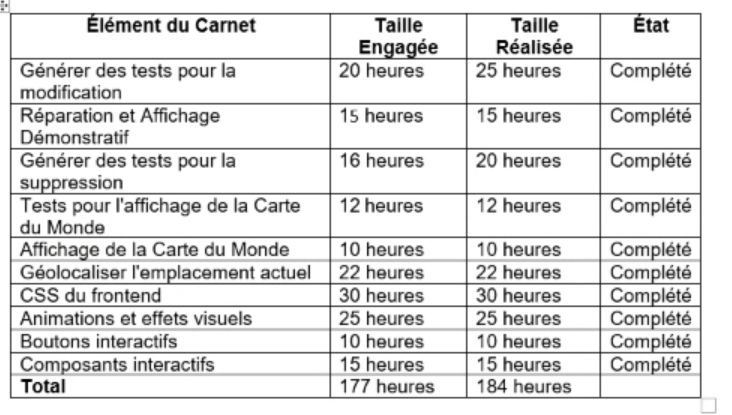 Élément du Carnet Taille Engagée Taille Réalisée État
Générer des tests pour la modification 20 heures 25 heures Complété
Réparation et Affichage Démonstratif 15 heures 15 heures Complété
Générer des tests pour la suppression 16 heures 20 heures Complété
Tests pour l'affichage de la Carte du Monde 12 heures 12 heures Complété
Affichage de la Carte du Monde 10 heures 10 heures Complété
Géolocaliser l'emplacement actuel 22 heures 22 heures Complété
CSS du frontend 30 heures 30 heures Complété
Animations et effets visuels 25 heures 25 heures Complété
Boutons interactifs 10 heures 10 heures Complété
Composants interactifs 15 heures 15 heures Complété
Total 177 heures 184 heures